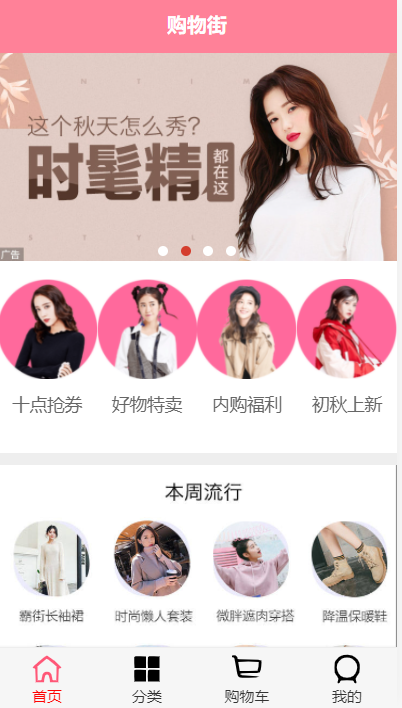 购物街
N T I R W
这个秋天怎么秀?
时髦精
都在这
S T Y L
广告
十点抢券 好物特卖 内购福利 初秋上新
本周流行
霸街长袖裙 时尚懒人套装 微胖遮肉穿搭 降温保暖鞋
首页 分类 购物车 我的